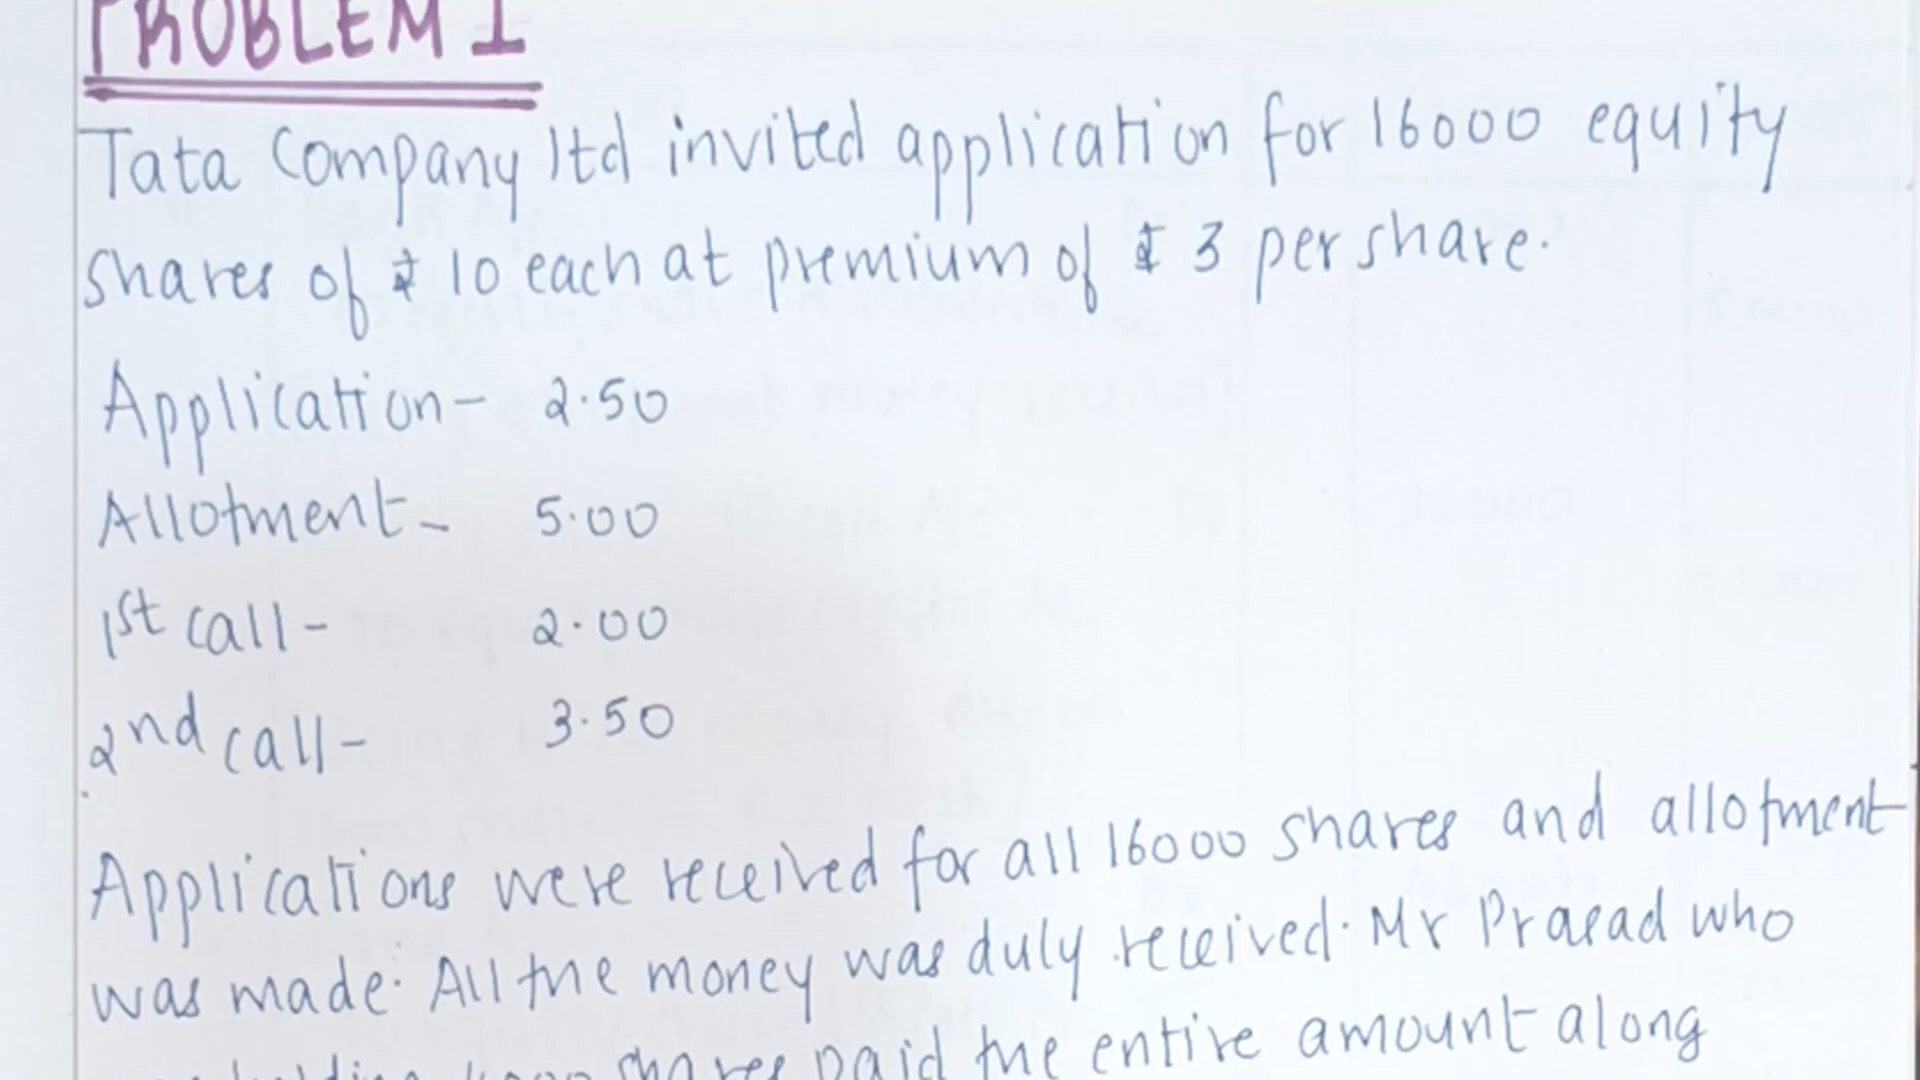 PROBLEM 1
Tata Company ltd invited application for 16000 equity
shares of ₹ 10 each at premium of ₹ 3 per share.
Application - 2.50
Allotment - 5.00
1st call - 2.00
2nd call - 3.50
Applications were received for all 16000 shares and allotment
was made. All the money was duly received. Mr Prasad who
shares paid the entire amount along